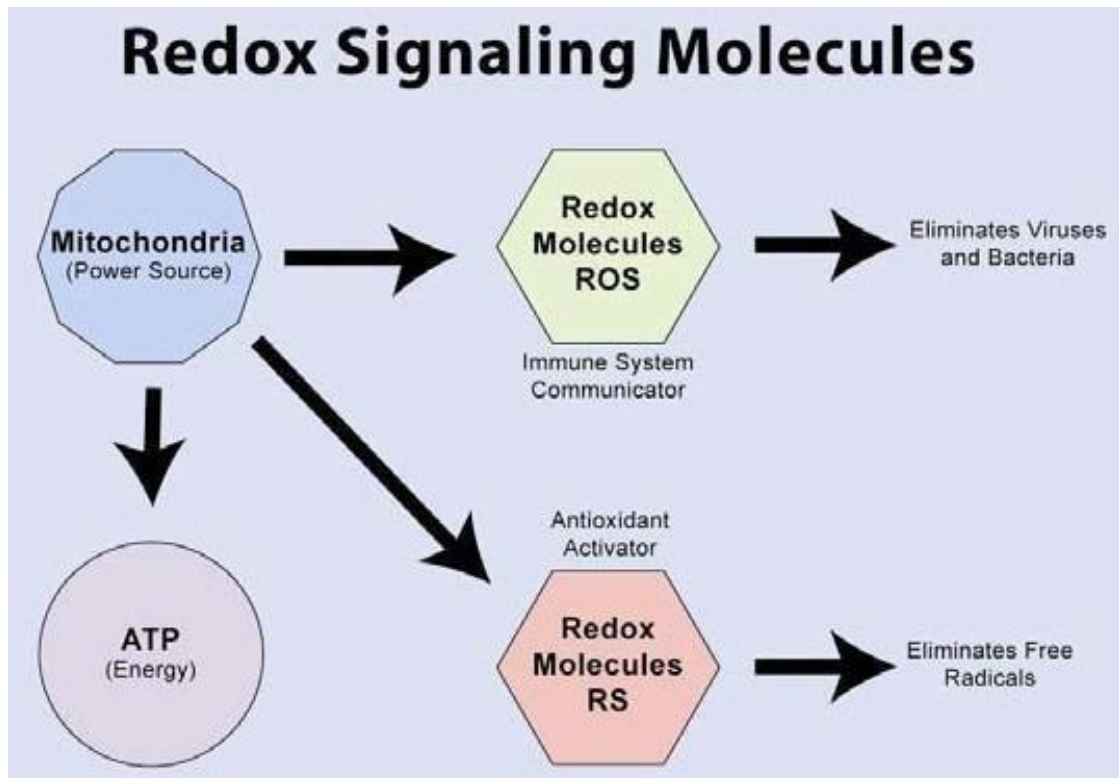 Redox Signaling Molecules
Mitochondria
(Power Source)
Redox
Molecules
ROS
Immune System
Communicator
Eliminates Viruses
and Bacteria
ATP
(Energy)
Antioxidant
Activator
Redox
Molecules
RS
Eliminates Free
Radicals